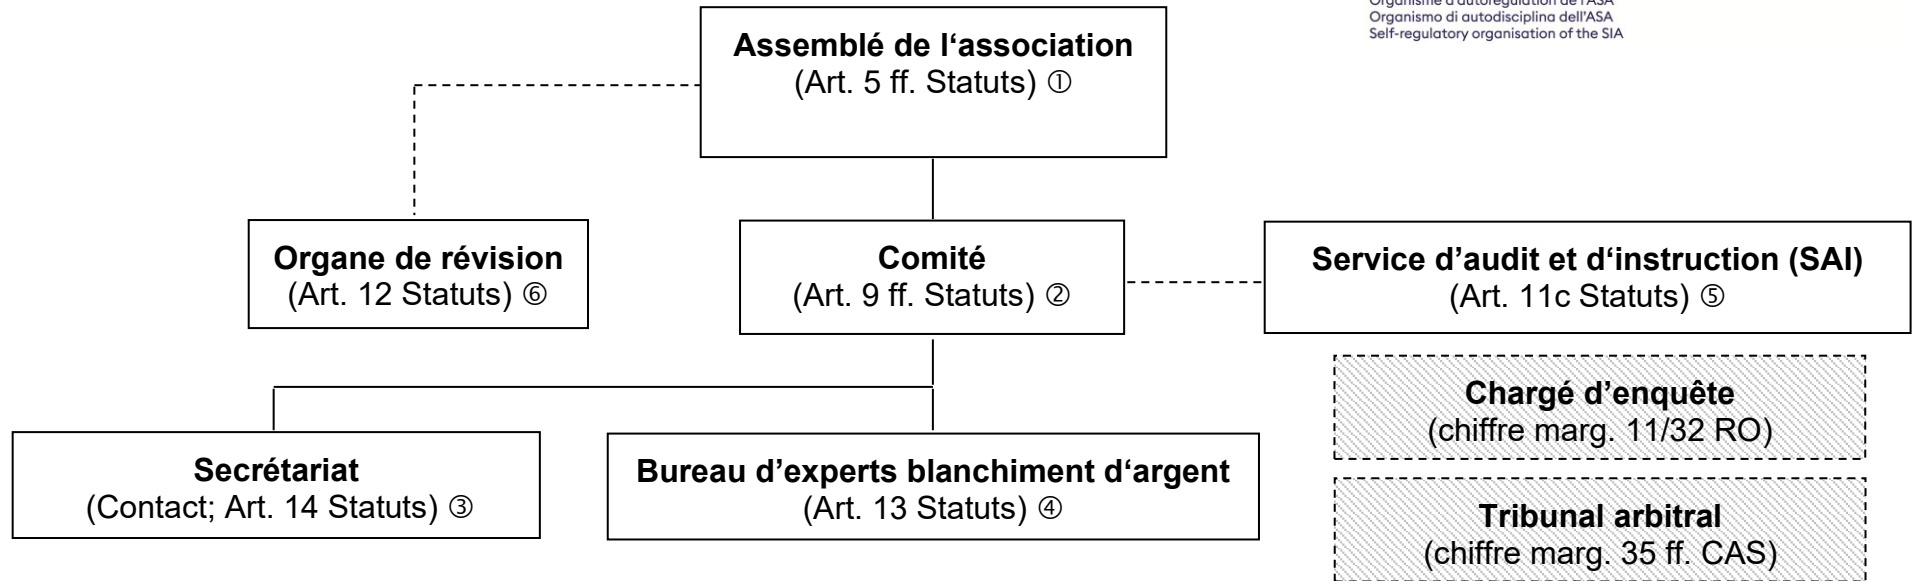 Organisme d'autorégulation de l'ASA
Organismo di autodisciplina dell'ASA
Self-regulatory organisation of the SIA
Assemblé de l‘association
(Art. 5 ff. Statuts) ①
Organe de révision
(Art. 12 Statuts) ⑥
Comité
(Art. 9 ff. Statuts) ②
Service d’audit et d‘instruction (SAI)
(Art. 11c Statuts) ⑤
Chargé d’enquête
(chiffre marg. 11/32 RO)
Secrétariat
(Contact; Art. 14 Statuts) ③
Bureau d’experts blanchiment d‘argent
(Art. 13 Statuts) ④
Tribunal arbitral
(chiffre marg. 35 ff. CAS)